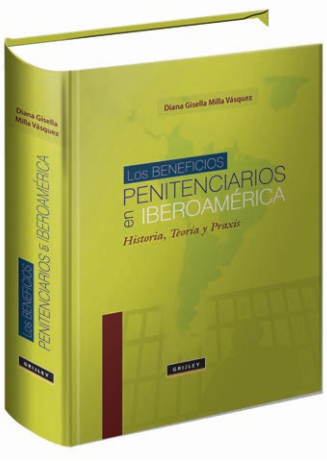 Diana Gisella Milla Vásquez
Los BENEFICIOS
PENITENCIARIOS
en IBEROAMÉRICA
Historia, Teoría y Praxis
GRIJLEY
Diana Gisella
Milla Vásquez
Los BENEFICIOS
PENITENCIARIOS en IBEROAMÉRICA
GRIJLEY